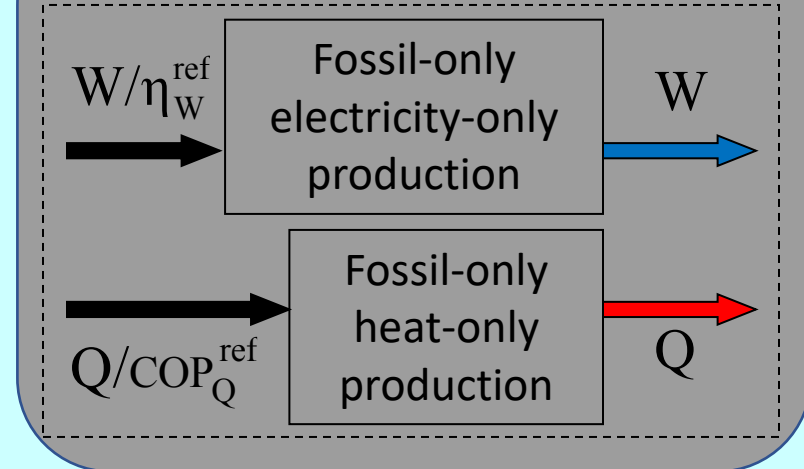 W/η_W^ref
Fossil-only
electricity-only
production
W
Q/COP_Q^ref
Fossil-only
heat-only
production
Q